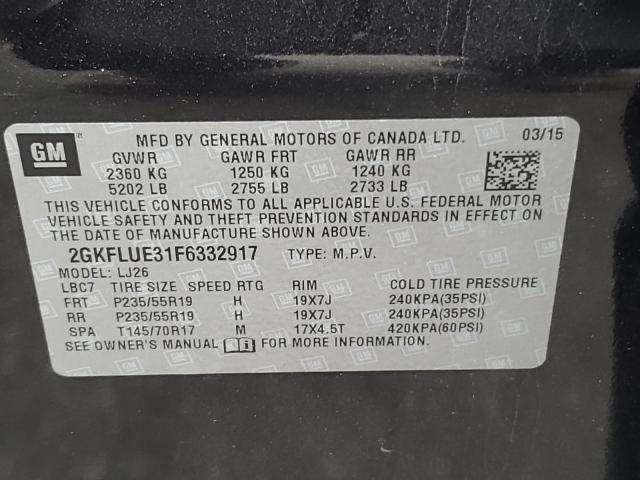 GM
MFD BY GENERAL MOTORS OF CANADA LTD. 03/15
GVWR GAWR FRT GAWR RR
2360 KG 1250 KG 1240 KG
5202 LB 2755 LB 2733 LB
THIS VEHICLE CONFORMS TO ALL APPLICABLE U.S. FEDERAL MOTOR
VEHICLE SAFETY AND THEFT PREVENTION STANDARDS IN EFFECT ON
THE DATE OF MANUFACTURE SHOWN ABOVE.
2GKFLUE31F6332917 TYPE: M.P.V.
MODEL: LJ26
LBC7 TIRE SIZE SPEED RTG RIM COLD TIRE PRESSURE
FRT P235/55R19 H 19X7J 240KPA(35PSI)
RR P235/55R19 H 19X7J 240KPA(35PSI)
SPA T145/70R17 M 17X4.5T 420KPA(60PSI)
SEE OWNER'S MANUAL FOR MORE INFORMATION.